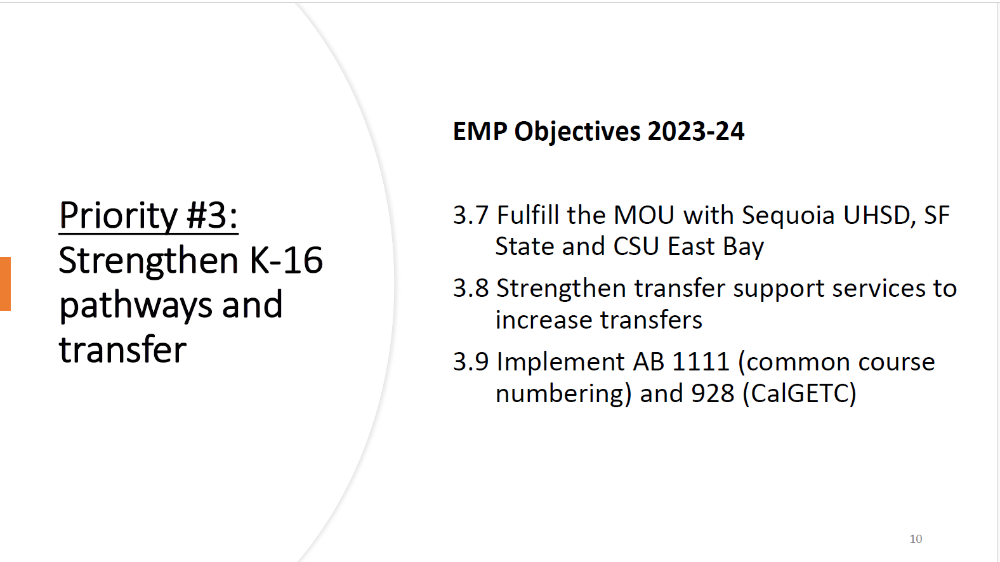 Priority #3:
Strengthen K-16
pathways and
transfer
EMP Objectives 2023-24
3.7 Fulfill the MOU with Sequoia UHSD, SF
State and CSU East Bay
3.8 Strengthen transfer support services to
increase transfers
3.9 Implement AB 1111 (common course
numbering) and 928 (CalGETC)
10